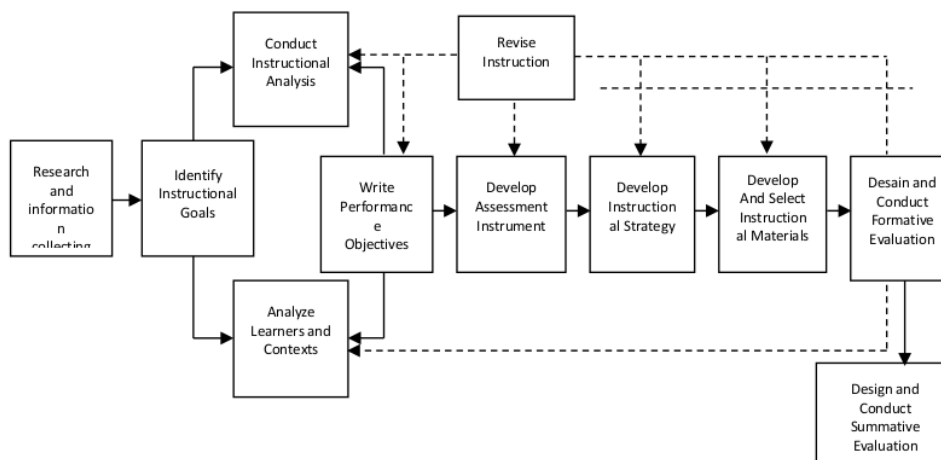 Conduct
Instructional
Analysis
Revise
Instruction
Research
and
informatio
n
collecting
Identify
Instructional
Goals
Write
Performanc
e
Objectives
Develop
Assessment
Instrument
Develop
Instruction
al Strategy
Develop
And Select
Instruction
al Materials
Desain and
Conduct
Formative
Evaluation
Analyze
Learners and
Contexts
Design and
Conduct
Summative
Evaluation